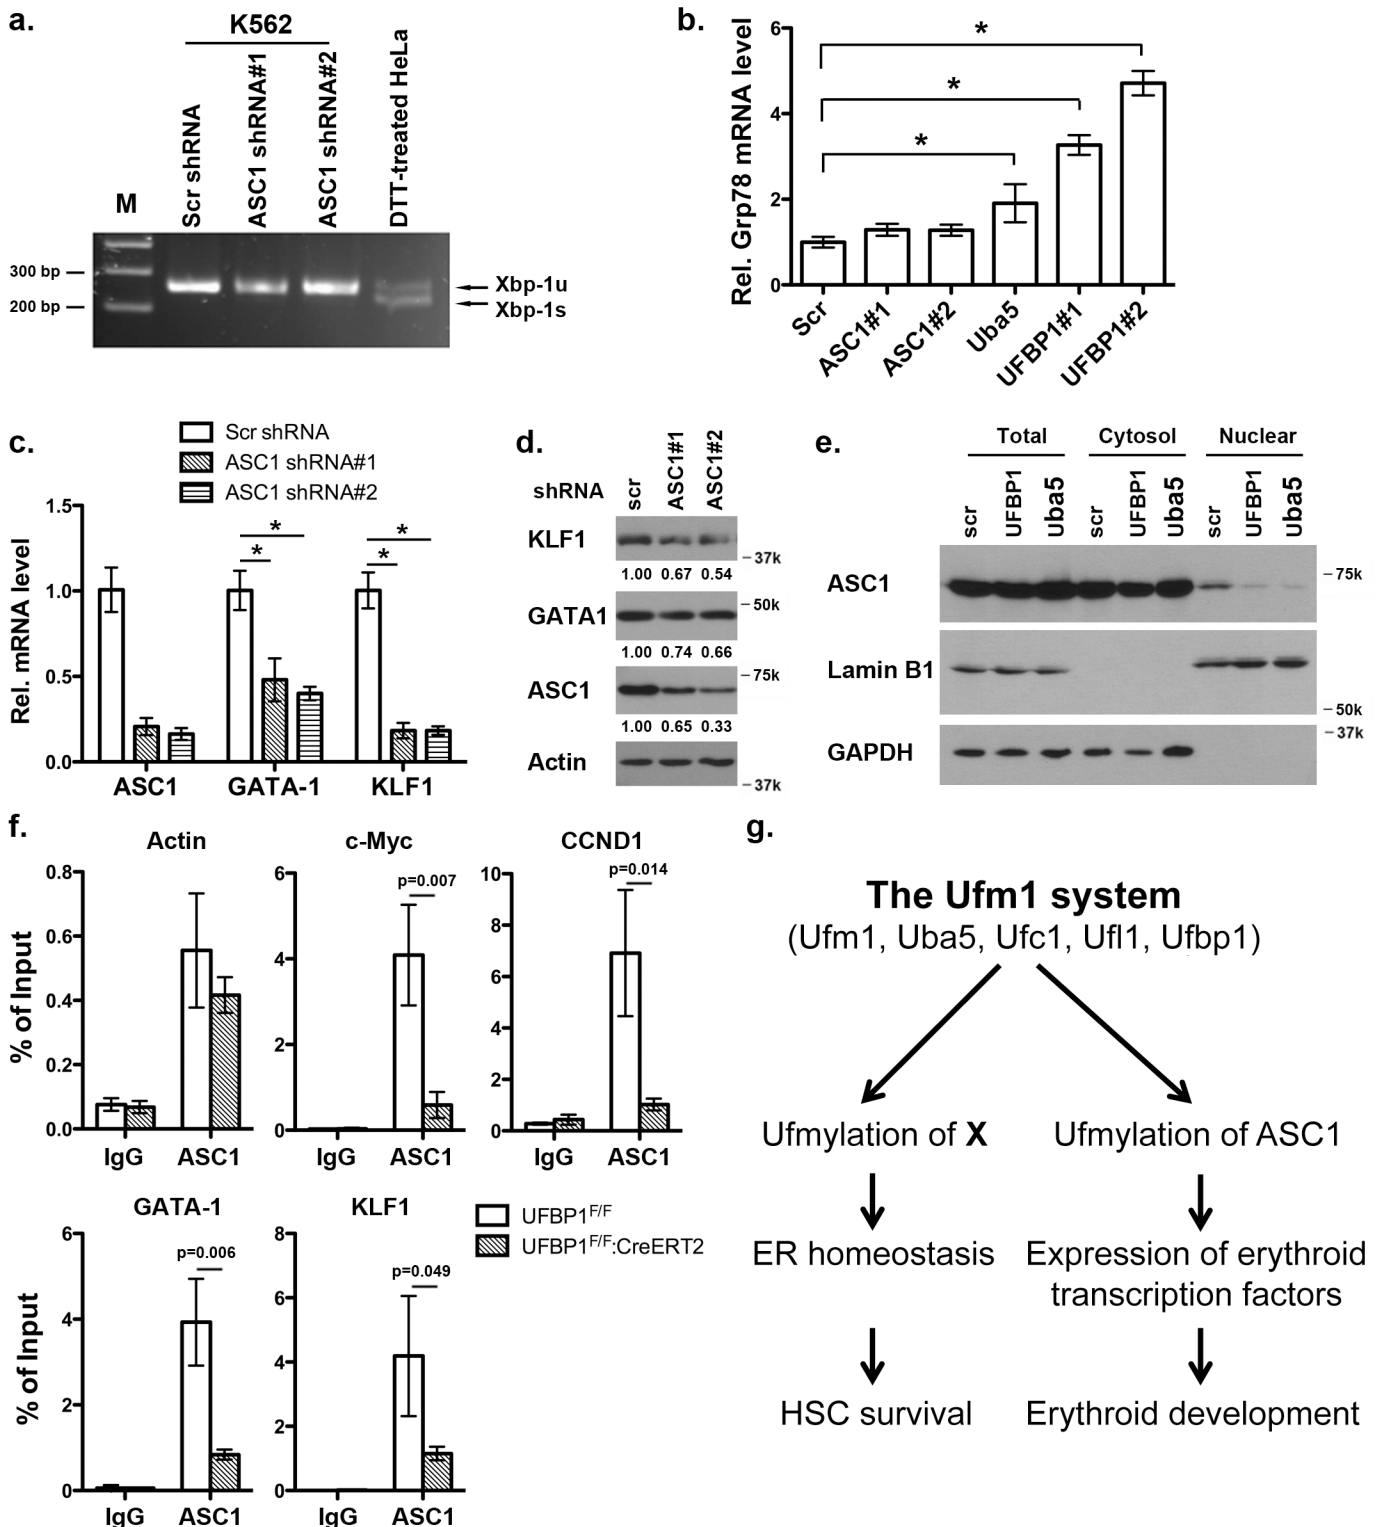 a.
K562
M
Scr shRNA
ASC1 shRNA#1
ASC1 shRNA#2
DTT-treated HeLa
300 bp
200 bp
Xbp-1u
Xbp-1s
b.
Rel. Grp78 mRNA level
6
4
2
0
*
*
*
Scr
ASC1#1
ASC1#2
Uba5
UFBP1#1
UFBP1#2
c.
Scr shRNA
ASC1 shRNA#1
ASC1 shRNA#2
Rel. mRNA level
1.5
1.0
0.5
0.0
*
*
*
*
ASC1 GATA-1 KLF1
d.
shRNA scr ASC1#1 ASC1#2
KLF1
37k
1.00 0.67 0.54
GATA1
50k
1.00 0.74 0.66
ASC1
75k
1.00 0.65 0.33
Actin
37k
e.
Total Cytosol Nuclear
scr UFBP1 Uba5 scr UFBP1 Uba5 scr UFBP1 Uba5
ASC1
75k
Lamin B1
50k
GAPDH
37k
f.
Actin
% of Input
0.8
0.6
0.4
0.2
0.0
IgG ASC1
c-Myc
6
4
2
0
p=0.007
IgG ASC1
CCND1
10
8
6
4
2
0
p=0.014
IgG ASC1
GATA-1
% of Input
6
4
2
0
p=0.006
IgG ASC1
KLF1
8
6
4
2
0
p=0.049
IgG ASC1
UFBP1F/F
UFBP1F/F:CreERT2
g.
The Ufm1 system
(Ufm1, Uba5, Ufc1, Ufl1, Ufbp1)
Ufmylation of X
ER homeostasis
HSC survival
Ufmylation of ASC1
Expression of erythroid
transcription factors
Erythroid development